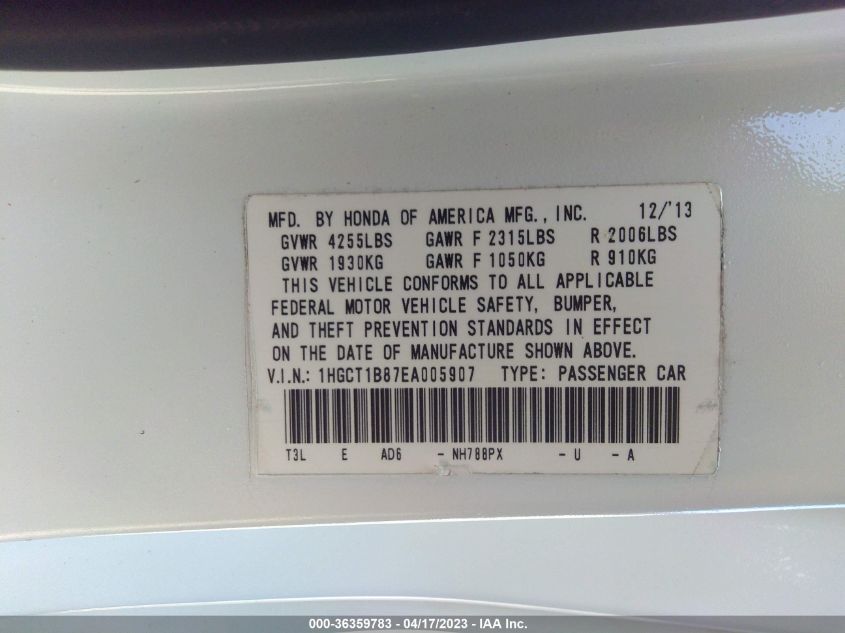 MFD. BY HONDA OF AMERICA MFG., INC. 12/'13
GVWR 4255LBS GAWR F 2315LBS R 2006LBS
GVWR 1930KG GAWR F 1050KG R 910KG
THIS VEHICLE CONFORMS TO ALL APPLICABLE
FEDERAL MOTOR VEHICLE SAFETY, BUMPER,
AND THEFT PREVENTION STANDARDS IN EFFECT
ON THE DATE OF MANUFACTURE SHOWN ABOVE.
V.I.N.: 1HGCT1B87EA005907 TYPE: PASSENGER CAR
T3L E AD6 - NH788PX - U - A
000-36359783 - 04/17/2023 - IAA Inc.